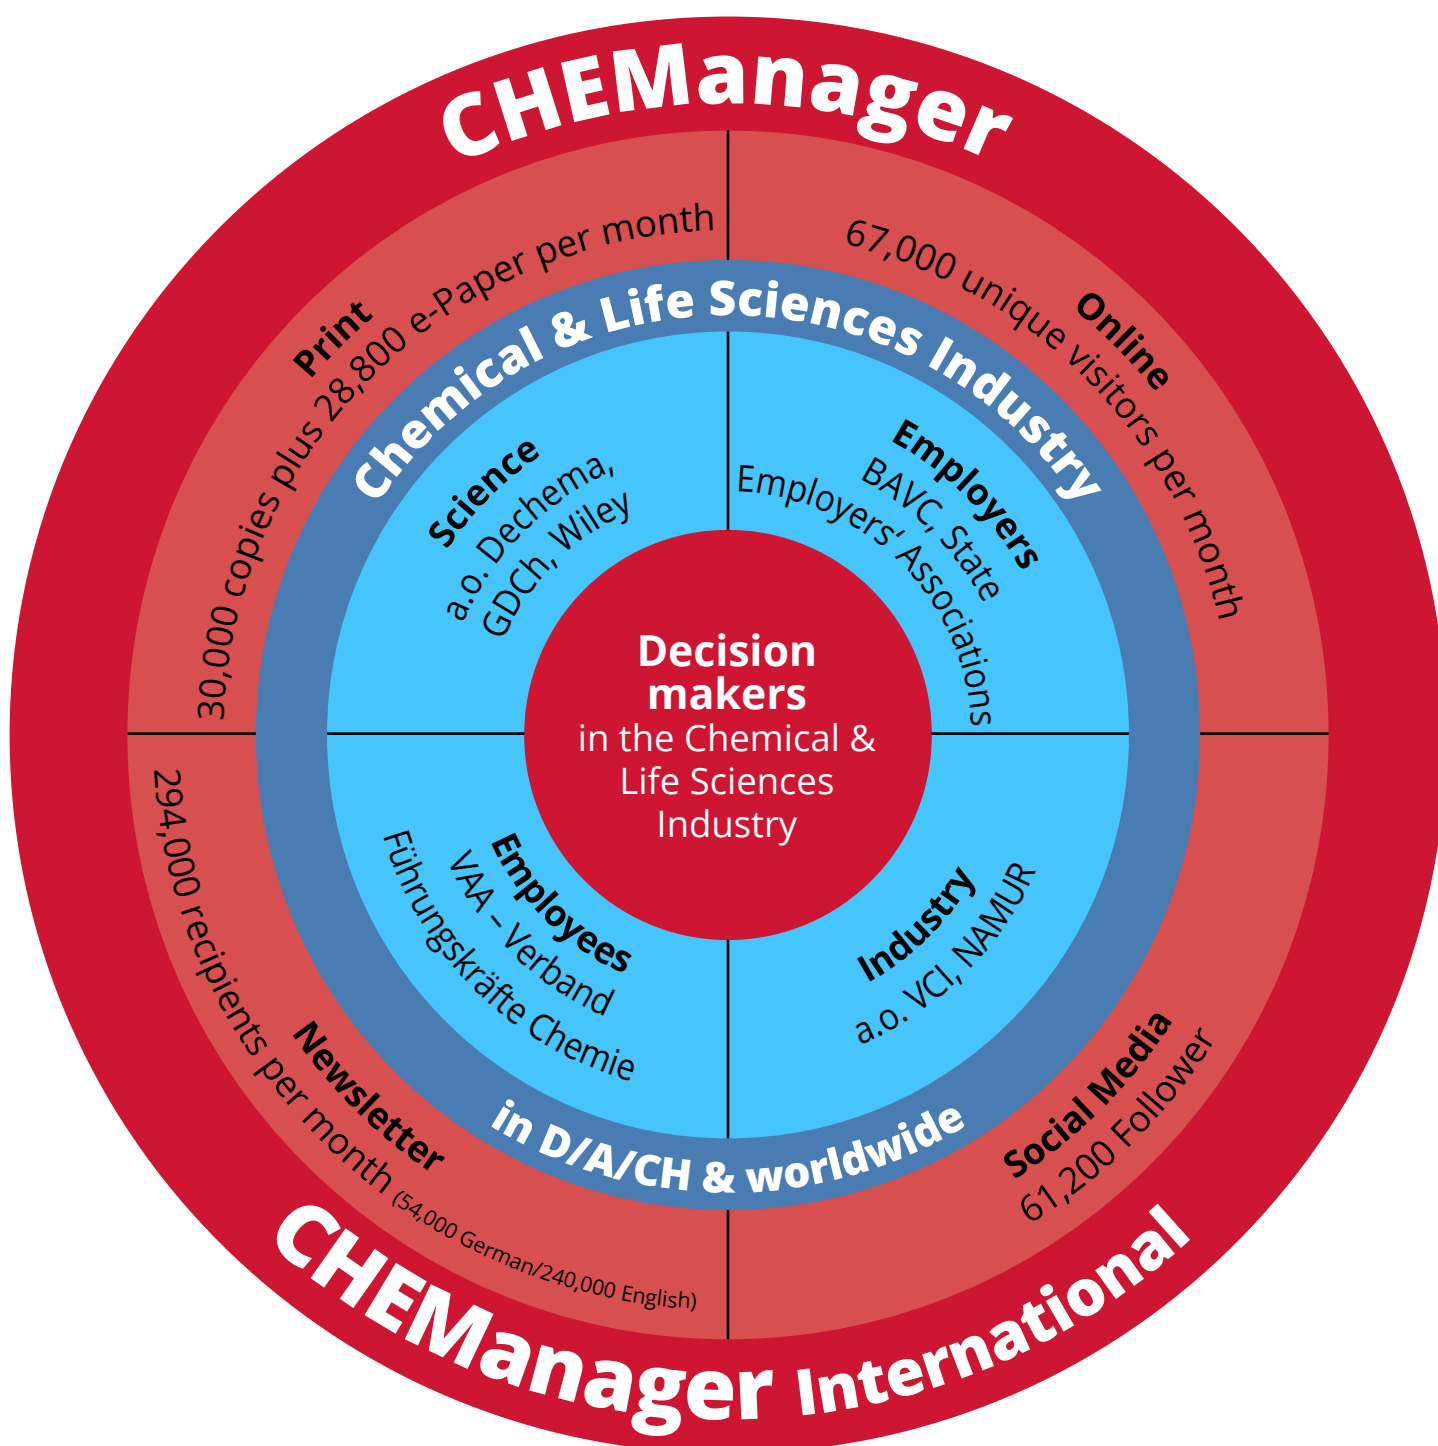 CHEManager
Print
30,000 copies plus 28,800 e-Paper per month
Online
67,000 unique visitors per month
Chemical & Life Sciences Industry
Science
a.o. Dechema,
GDCh, Wiley
Employers
BAVC, State
Employers‘ Associations
Decision
makers
in the Chemical &
Life Sciences
Industry
Employees
VAA – Verband
Führungskräfte Chemie
Industry
a.o. VCI, NAMUR
in D/A/CH & worldwide
Newsletter
294,000 recipients per month (54,000 German/240,000 English)
Social Media
61,200 Follower
CHEManager International